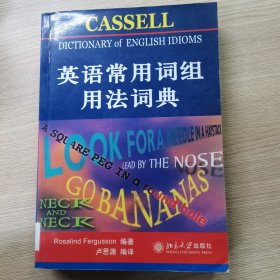 CASSELL
DICTIONARY of ENGLISH IDIOMS
英语常用词组
用法词典
A SQUARE PEG IN A ROUND HOLE
LOOK FOR A NEEDLE IN A HAYSTACK
LEAD BY THE NOSE
GO BANANAS
NECK
AND
NECK
Rosalind Fergusson 编著
卢思源 编译
北京大学出版社